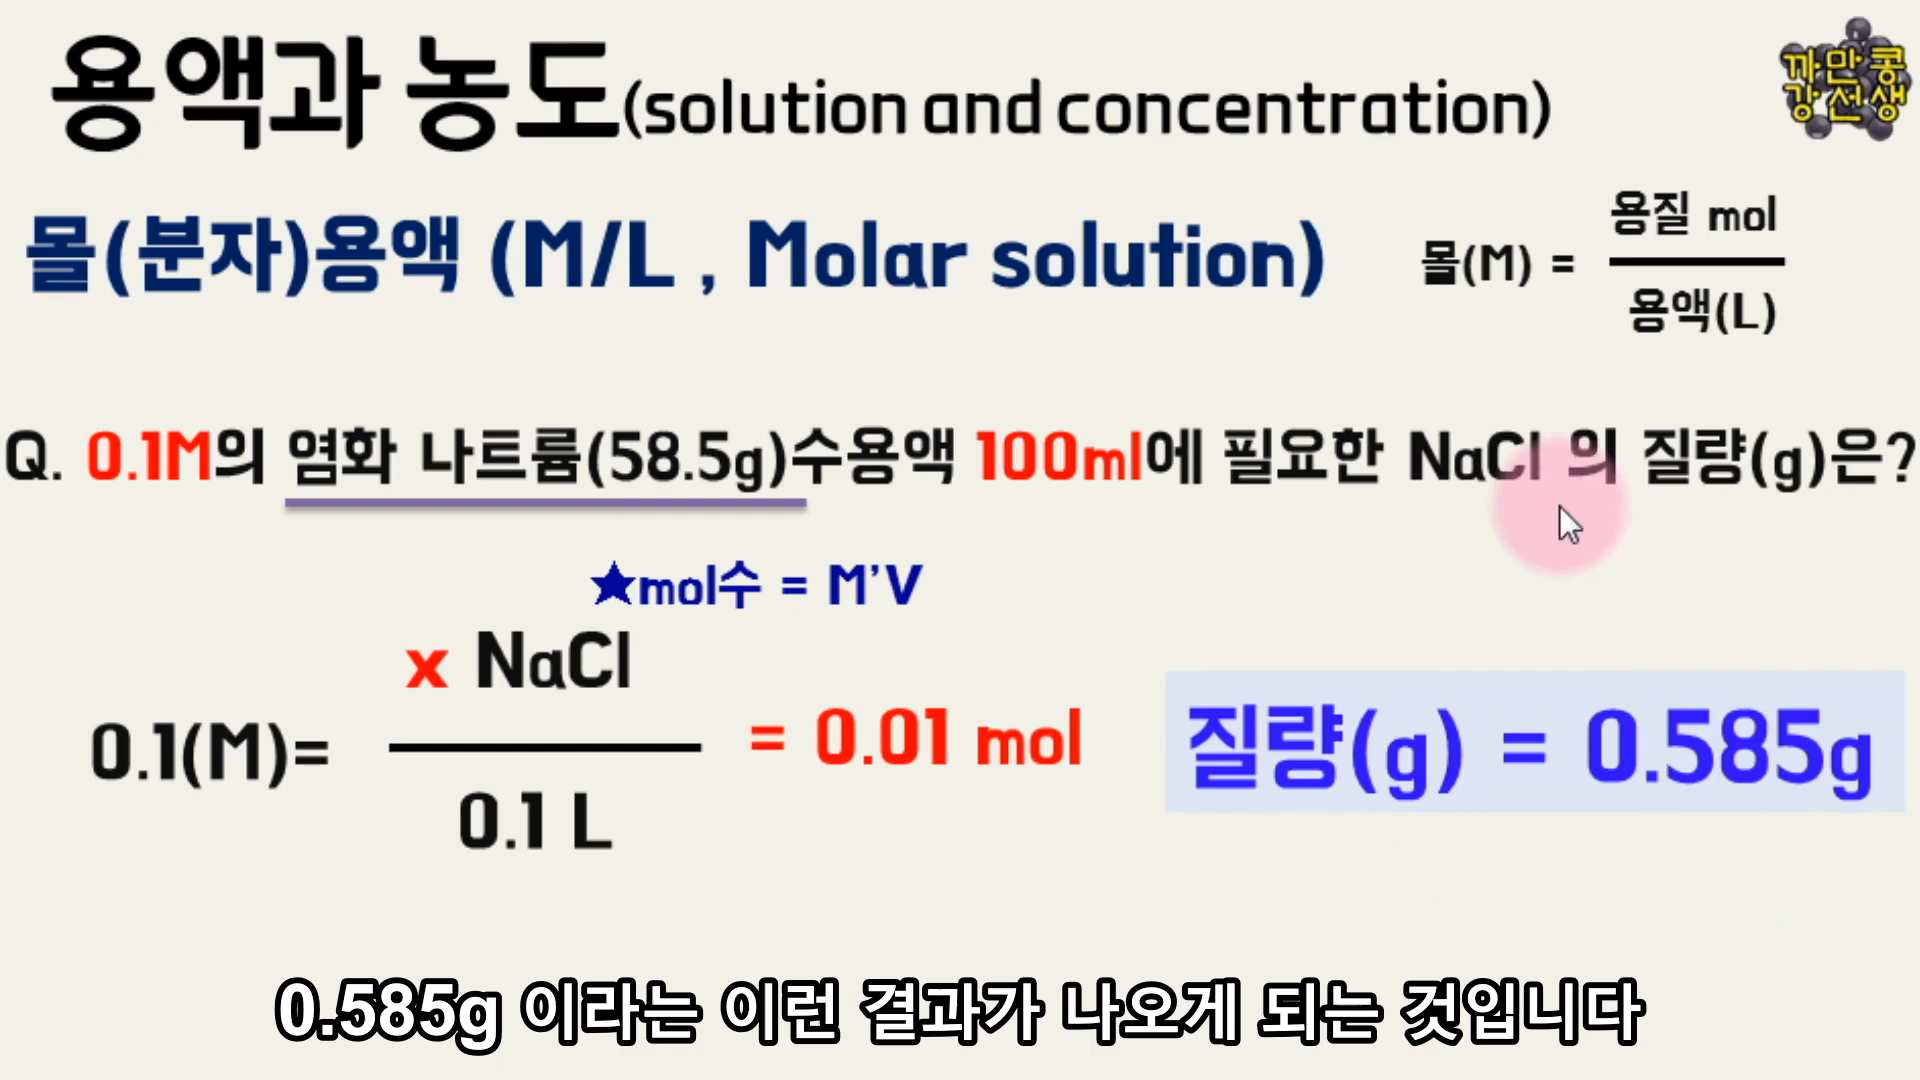 용액과 농도(solution and concentration)
까만콩
강선생
몰(분자)용액 (M/L , Molar solution)
몰(M) = 용질 mol
용액(L)
Q. 0.1M의 염화 나트륨(58.5g)수용액 100ml에 필요한 NaCl 의 질량(g)은?
★mol수 = M’V
x NaCl
0.1(M)= = 0.01 mol
0.1 L
질량(g) = 0.585g
0.585g 이라는 이런 결과가 나오게 되는 것입니다